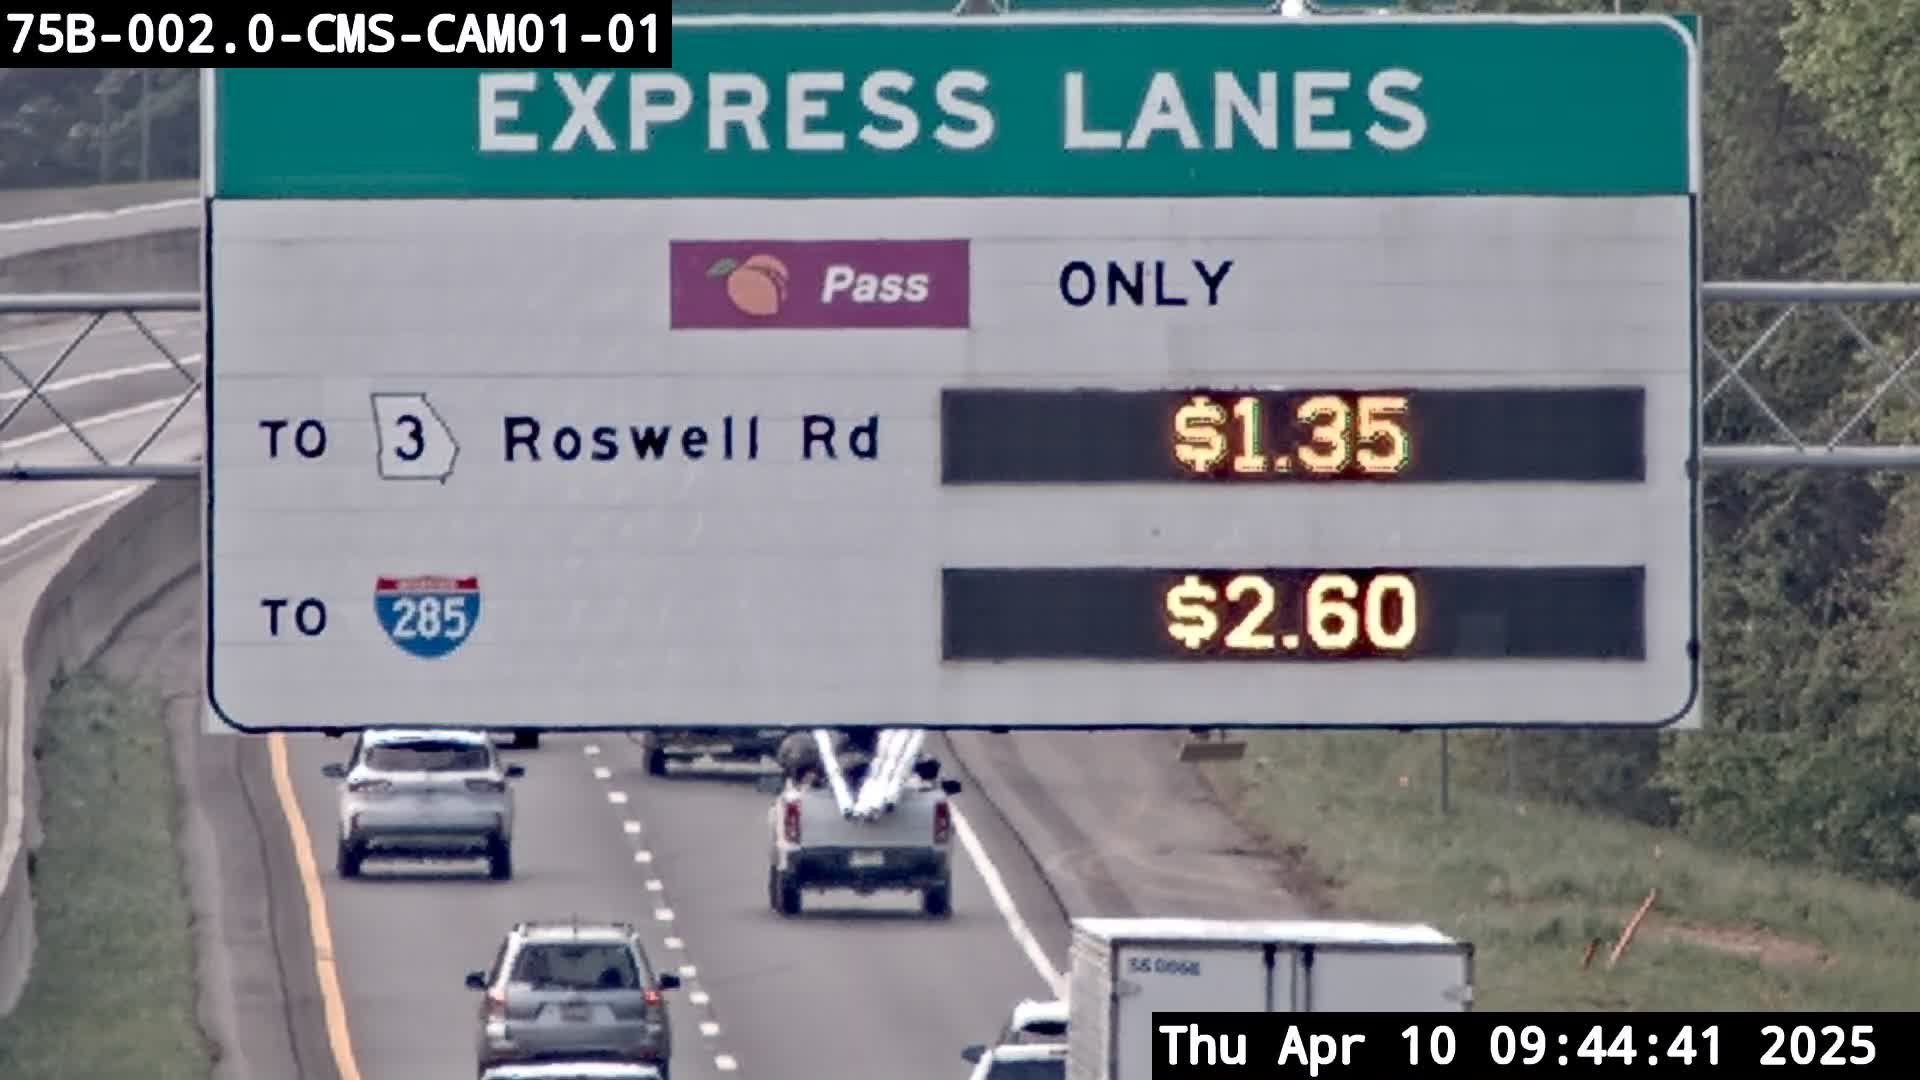 75B-002.0-CMS-CAM01-01
EXPRESS LANES
Pass ONLY
TO 3 Roswell Rd $1.35
TO 285 $2.60
Thu Apr 10 09:44:41 2025